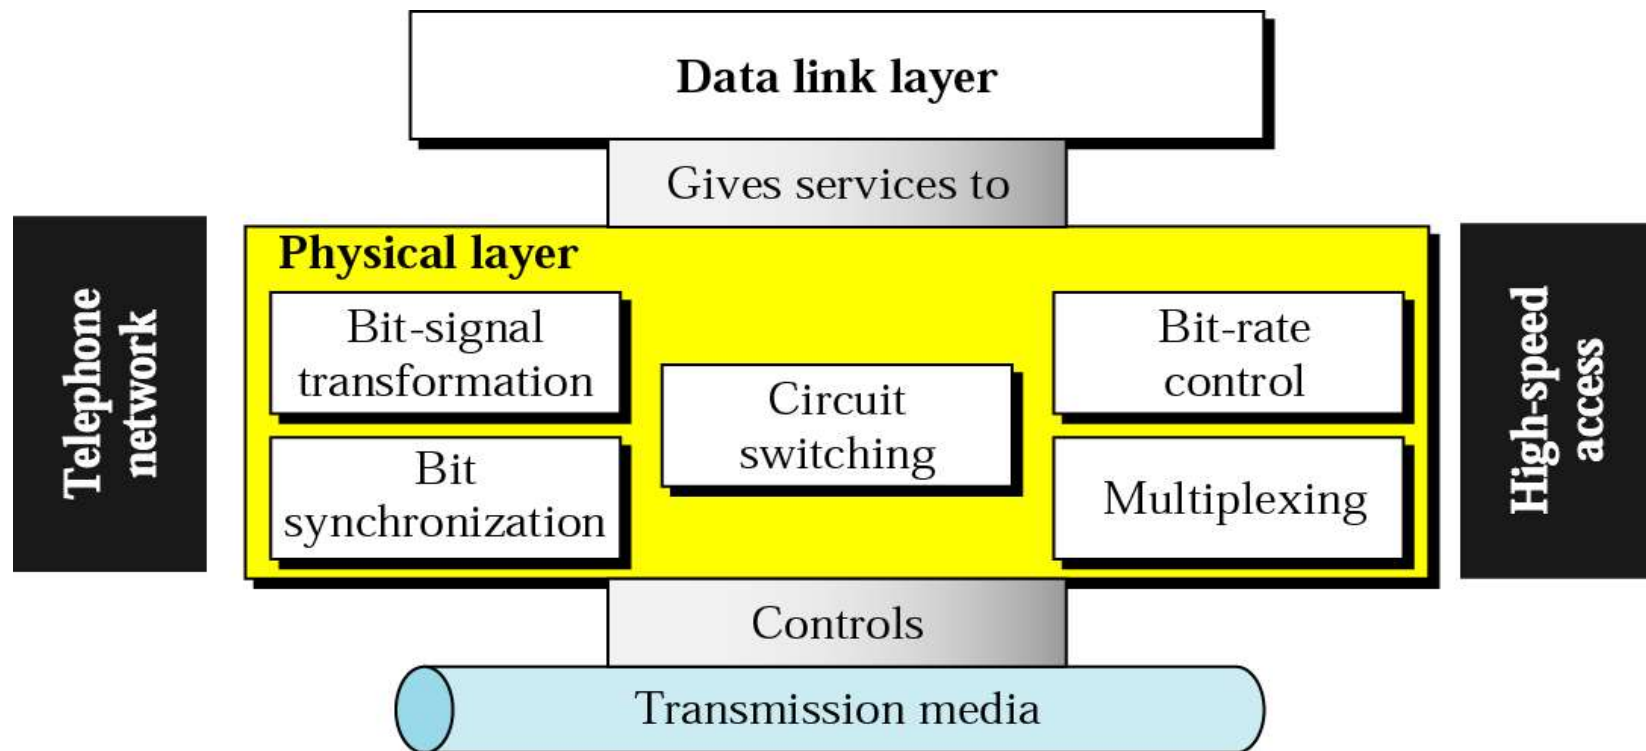 Data link layer
Gives services to
Telephone
network
Physical layer
Bit-signal
transformation
Bit
synchronization
Circuit
switching
Bit-rate
control
Multiplexing
High-speed
access
Controls
Transmission media